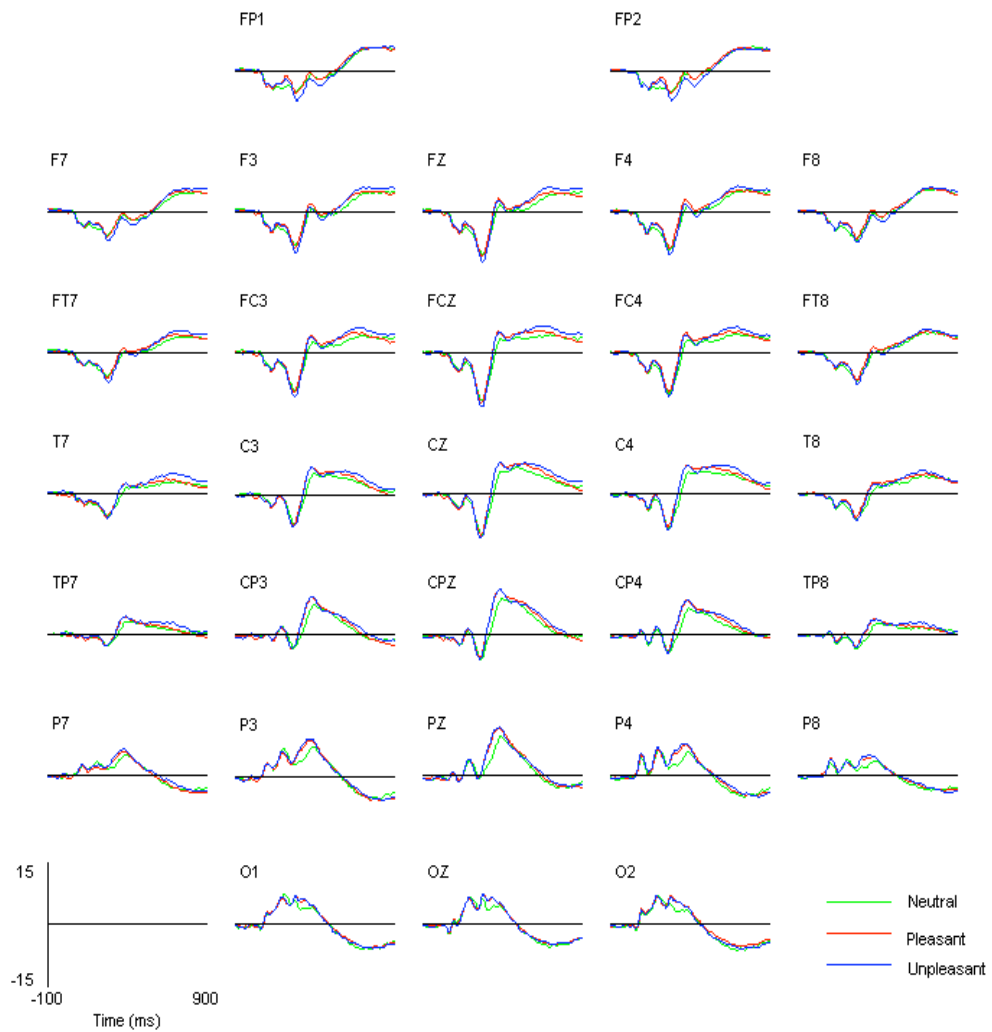 FP1 FP2
F7 F3 FZ F4 F8
FT7 FC3 FCZ FC4 FT8
T7 C3 CZ C4 T8
TP7 CP3 CPZ CP4 TP8
P7 P3 PZ P4 P8
15 O1 OZ O2
Neutral
Pleasant
-15 Unpleasant
-100 900
Time (ms)